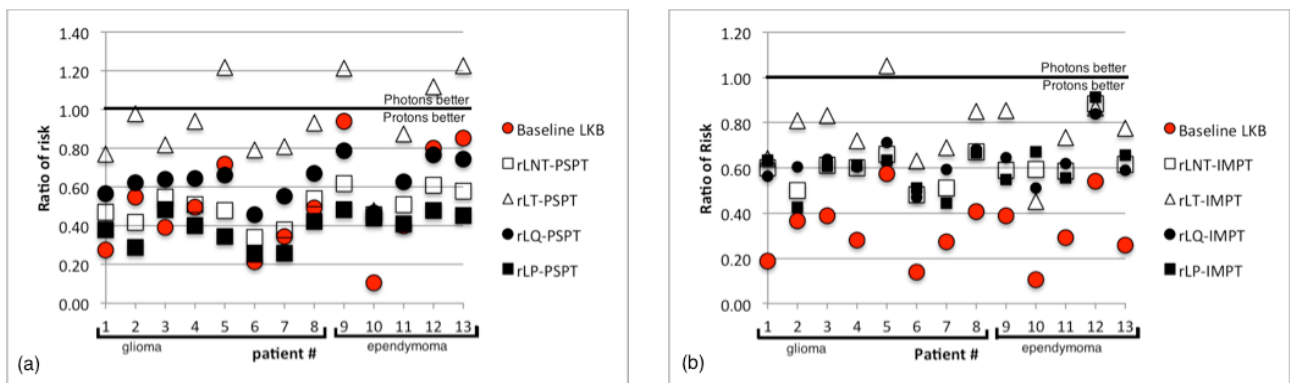 1.40
1.20
1.00
0.80
0.60
0.40
0.20
0.00
Ratio of risk
Photons better
Protons better
1 2 3 4 5 6 7 8 9 10 11 12 13
glioma
patient #
ependymoma
(a)
Baseline LKB
rLNT-PSPT
rLT-PSPT
rLQ-PSPT
rLP-PSPT
1.20
1.00
0.80
0.60
0.40
0.20
0.00
Ratio of Risk
Photons better
Protons better
1 2 3 4 5 6 7 8 9 10 11 12 13
glioma
Patient #
ependymoma
(b)
Baseline LKB
rLNT-IMPT
rLT-IMPT
rLQ-IMPT
rLP-IMPT